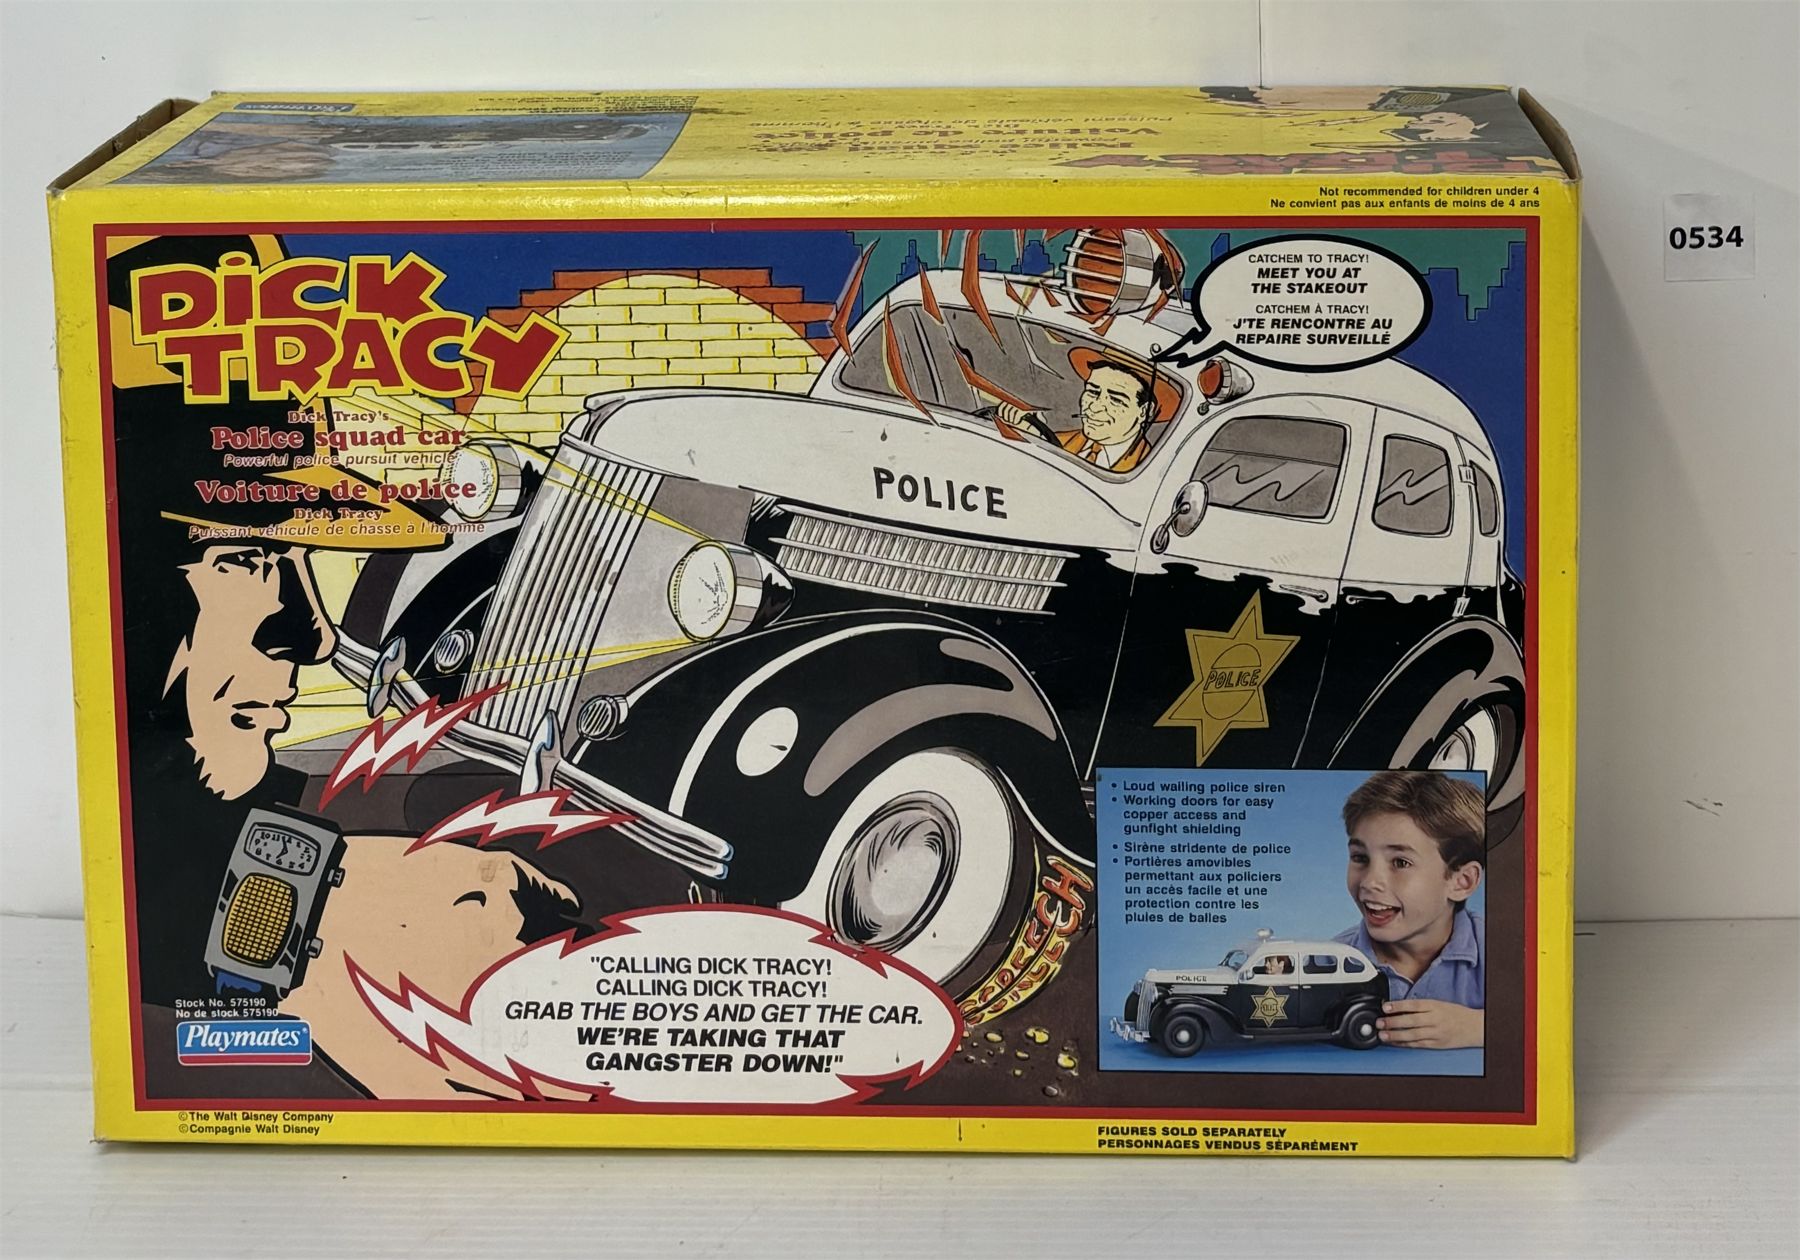 Voiture de police
Not recommended for children under 4
Ne convient pas aux enfants de moins de 4 ans
0534
DiCK
TRACY
Dick Tracy's
Police squad car
Powerful police pursuit vehicle
Voiture de police
Dick Tracy
Puissant véhicule de chasse à l'homme
CATCHEM TO TRACY!
MEET YOU AT
THE STAKEOUT
CATCHEM À TRACY!
J'TE RENCONTRE AU
REPAIRE SURVEILLÉ
POLICE
POLICE
SCREECH
• Loud wailing police siren
• Working doors for easy
copper access and
gunfight shielding
• Sirène stridente de police
• Portières amovibles
permettant aux policiers
un accès facile et une
protection contre les
pluies de balles
POLICE
POLICE
"CALLING DICK TRACY!
CALLING DICK TRACY!
GRAB THE BOYS AND GET THE CAR.
WE'RE TAKING THAT
GANGSTER DOWN!"
Stock No. 575190
No de stock 575190
Playmates
©The Walt Disney Company
©Compagnie Walt Disney
FIGURES SOLD SEPARATELY
PERSONNAGES VENDUS SÉPARÉMENT